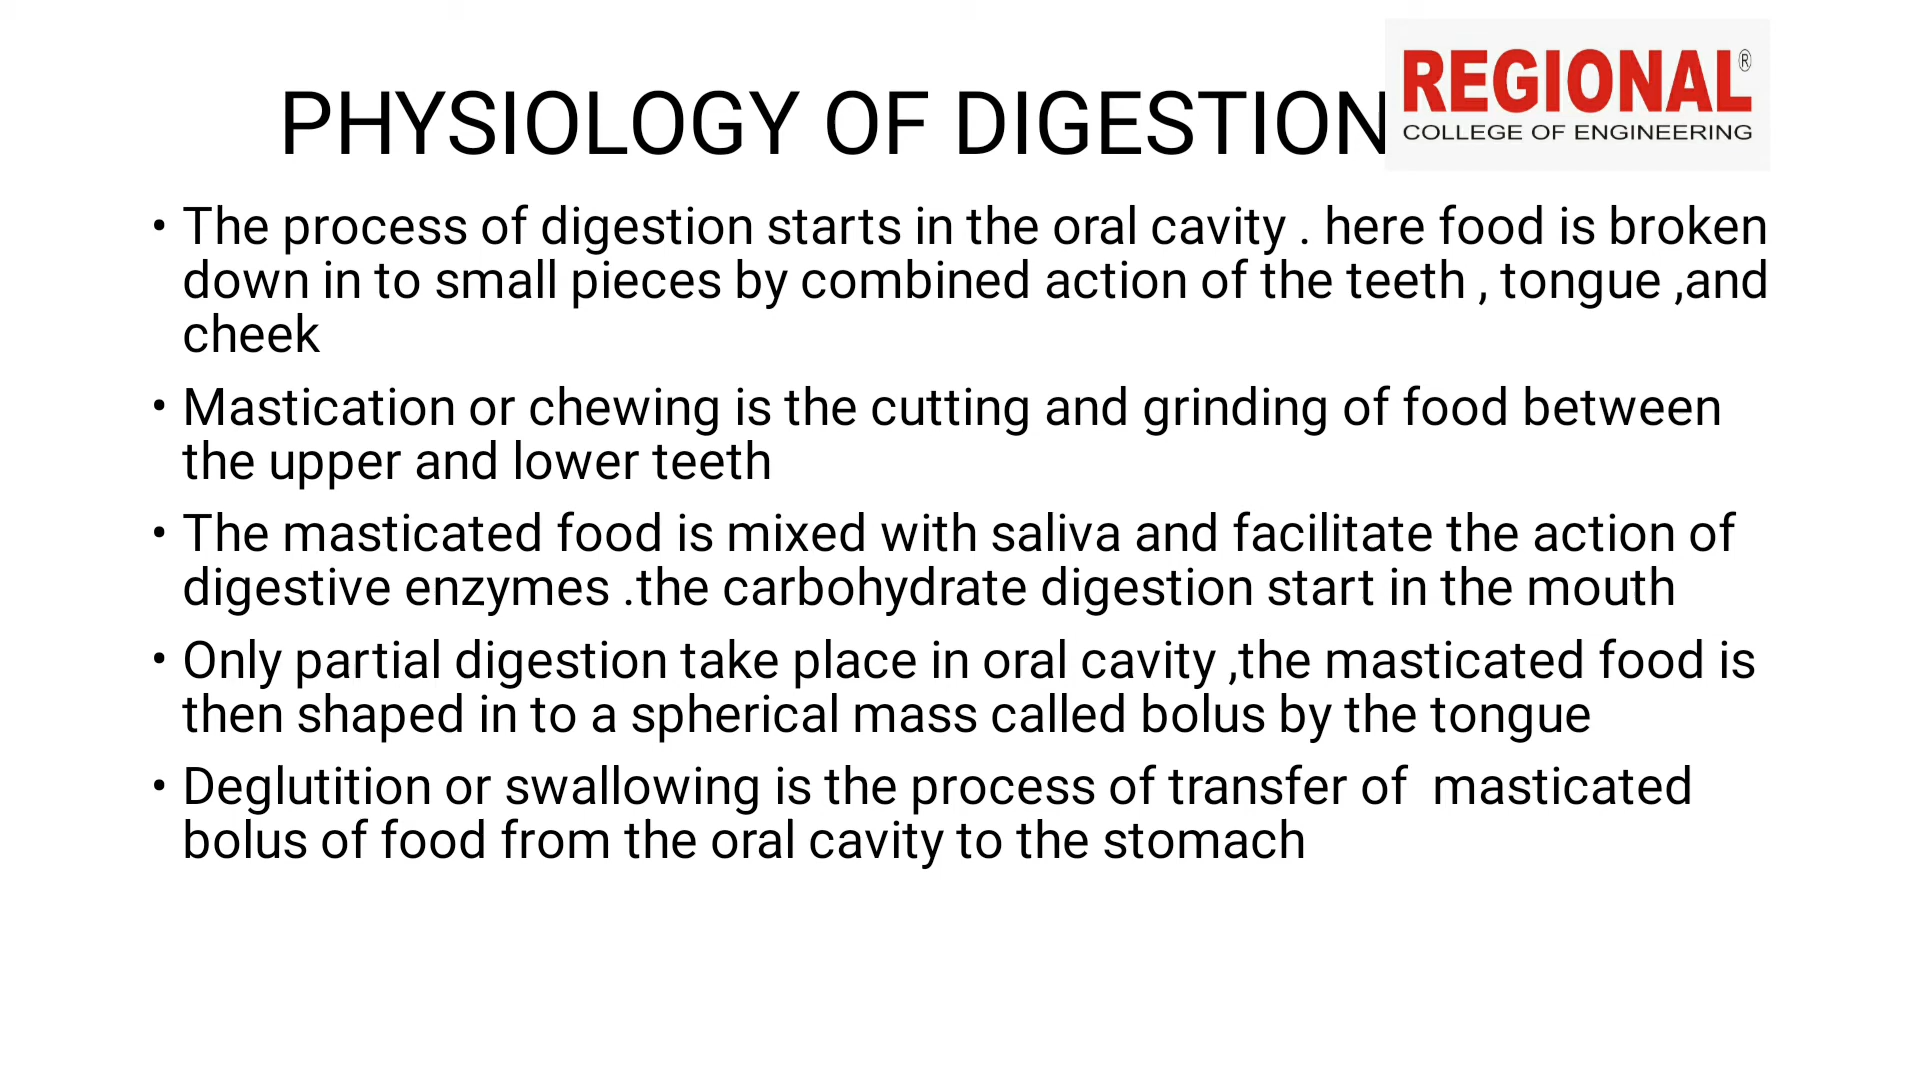 PHYSIOLOGY OF DIGESTION
REGIONAL®
COLLEGE OF ENGINEERING
• The process of digestion starts in the oral cavity . here food is broken
down in to small pieces by combined action of the teeth , tongue ,and
cheek
• Mastication or chewing is the cutting and grinding of food between
the upper and lower teeth
• The masticated food is mixed with saliva and facilitate the action of
digestive enzymes .the carbohydrate digestion start in the mouth
• Only partial digestion take place in oral cavity ,the masticated food is
then shaped in to a spherical mass called bolus by the tongue
• Deglutition or swallowing is the process of transfer of  masticated
bolus of food from the oral cavity to the stomach